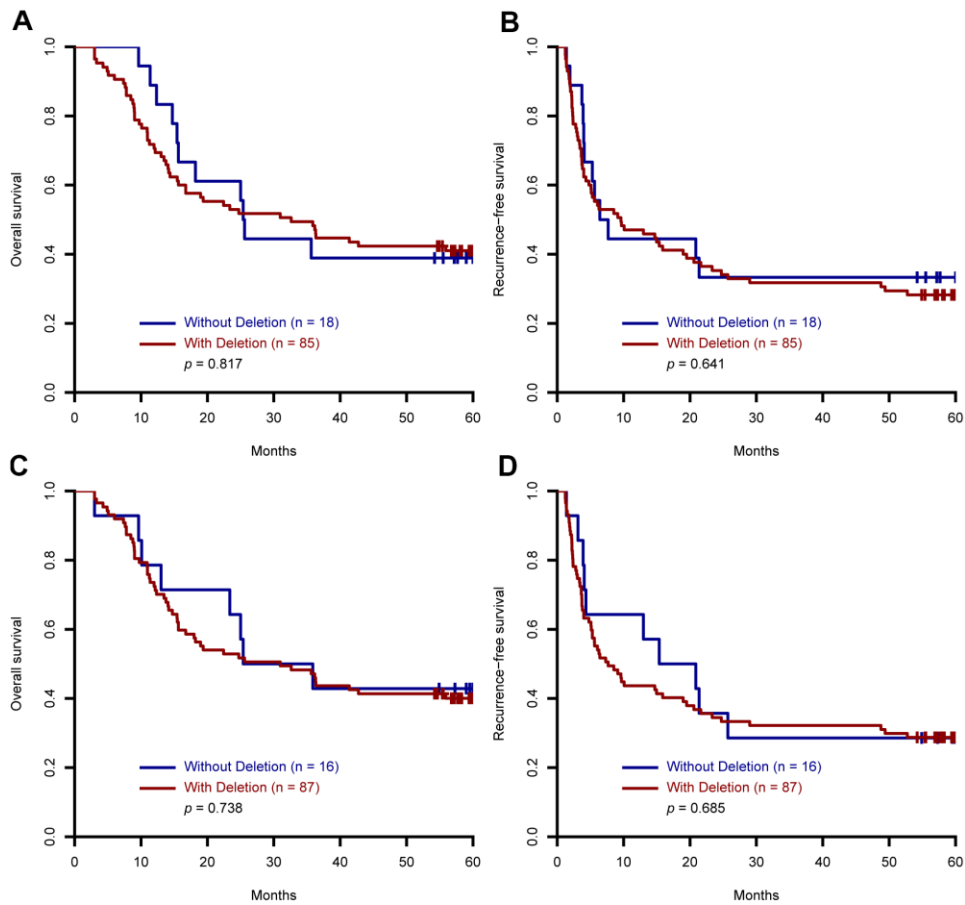 A
Overall survival
1.0
0.8
0.6
0.4
0.2
0.0
Without Deletion (n = 18)
With Deletion (n = 85)
p = 0.817
0 10 20 30 40 50 60
Months
B
Recurrence−free survival
1.0
0.8
0.6
0.4
0.2
0.0
Without Deletion (n = 18)
With Deletion (n = 85)
p = 0.641
0 10 20 30 40 50 60
Months
C
Overall survival
1.0
0.8
0.6
0.4
0.2
0.0
Without Deletion (n = 16)
With Deletion (n = 87)
p = 0.738
0 10 20 30 40 50 60
Months
D
Recurrence−free survival
1.0
0.8
0.6
0.4
0.2
0.0
Without Deletion (n = 16)
With Deletion (n = 87)
p = 0.685
0 10 20 30 40 50 60
Months